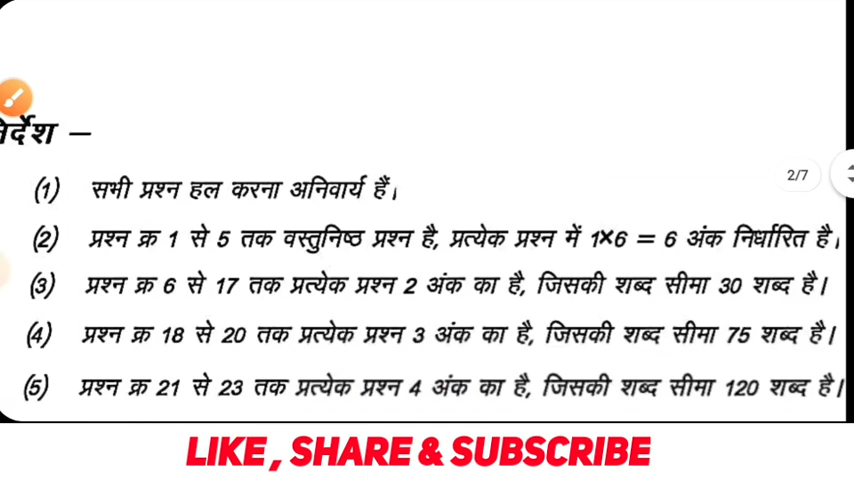 निर्देश –
(1) सभी प्रश्न हल करना अनिवार्य हैं।
2/7
(2) प्रश्न क्र 1 से 5 तक वस्तुनिष्ठ प्रश्न है, प्रत्येक प्रश्न में 1×6 = 6 अंक निर्धारित है।
(3) प्रश्न क्र 6 से 17 तक प्रत्येक प्रश्न 2 अंक का है, जिसकी शब्द सीमा 30 शब्द है।
(4) प्रश्न क्र 18 से 20 तक प्रत्येक प्रश्न 3 अंक का है, जिसकी शब्द सीमा 75 शब्द है।
(5) प्रश्न क्र 21 से 23 तक प्रत्येक प्रश्न 4 अंक का है, जिसकी शब्द सीमा 120 शब्द है।
LIKE, SHARE & SUBSCRIBE